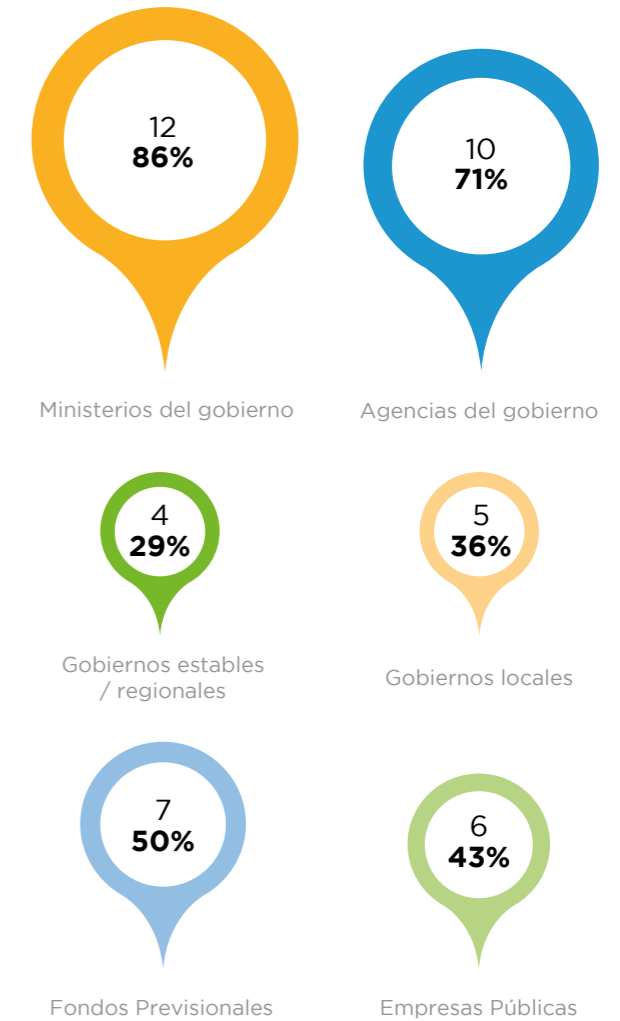 12
86%
10
71%
Ministerios del gobierno
Agencias del gobierno
4
29%
5
36%
Gobiernos estables
/ regionales
Gobiernos locales
7
50%
6
43%
Fondos Previsionales
Empresas Públicas